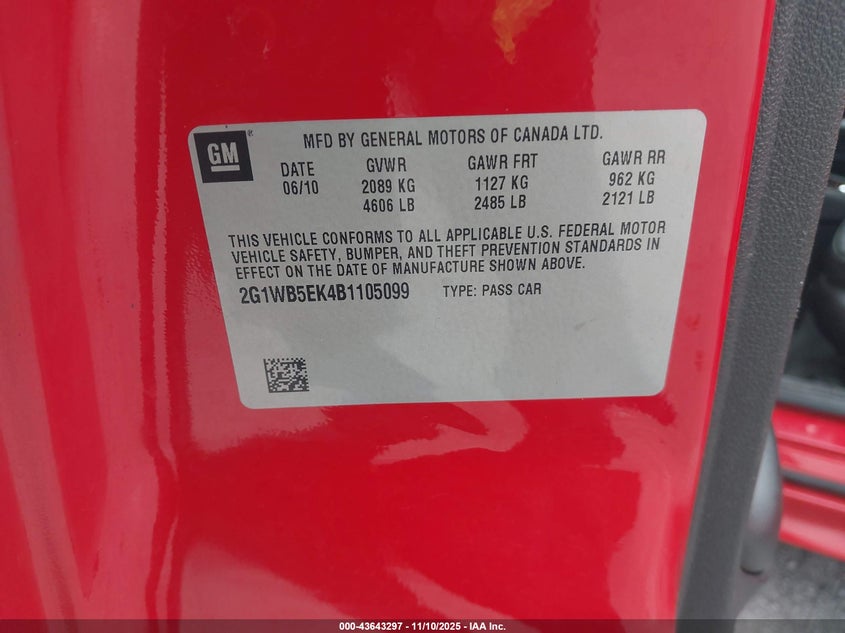 GM
®
MFD BY GENERAL MOTORS OF CANADA LTD.
DATE GVWR GAWR FRT GAWR RR
06/10 2089 KG 1127 KG 962 KG
4606 LB 2485 LB 2121 LB
THIS VEHICLE CONFORMS TO ALL APPLICABLE U.S. FEDERAL MOTOR
VEHICLE SAFETY, BUMPER, AND THEFT PREVENTION STANDARDS IN
EFFECT ON THE DATE OF MANUFACTURE SHOWN ABOVE.
2G1WB5EK4B1105099 TYPE: PASS CAR
000-43643297 - 11/10/2025 - IAA Inc.